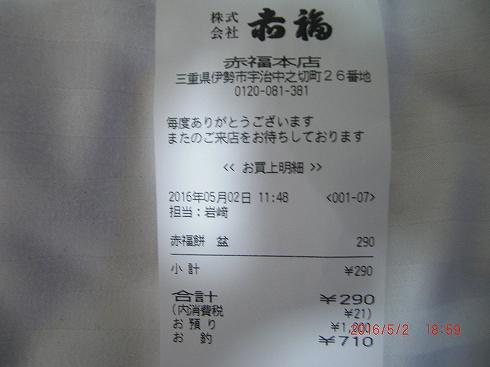 株式
会社 赤福
赤福本店
三重県伊勢市宇治中之切町26番地
0120-081-381
毎度ありがとうございます
またのご来店をお待ちしております
<< お買上明細 >>
2016年05月02日 11:48 <001-07>
担当:岩﨑
赤福餅 盆 290
小 計 ¥290
合計 ¥290
(内消費税 ¥21)
お 預 り ¥1,000
お 釣 ¥710
2016/5/2 18:59